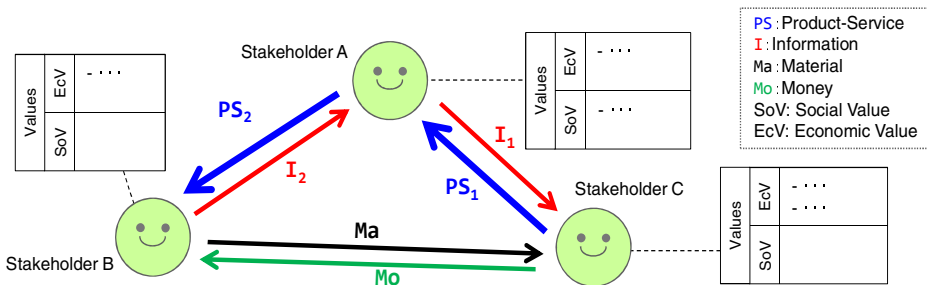 Stakeholder A
Values
EcV
- ···
SoV
PS2
I2
Stakeholder B
Values
EcV
- ···
SoV
- ···
I1
PS1
Stakeholder C
Values
EcV
- ····
- ····
SoV
Ma
Mo
PS: Product-Service
I: Information
Ma: Material
Mo: Money
SoV: Social Value
EcV: Economic Value